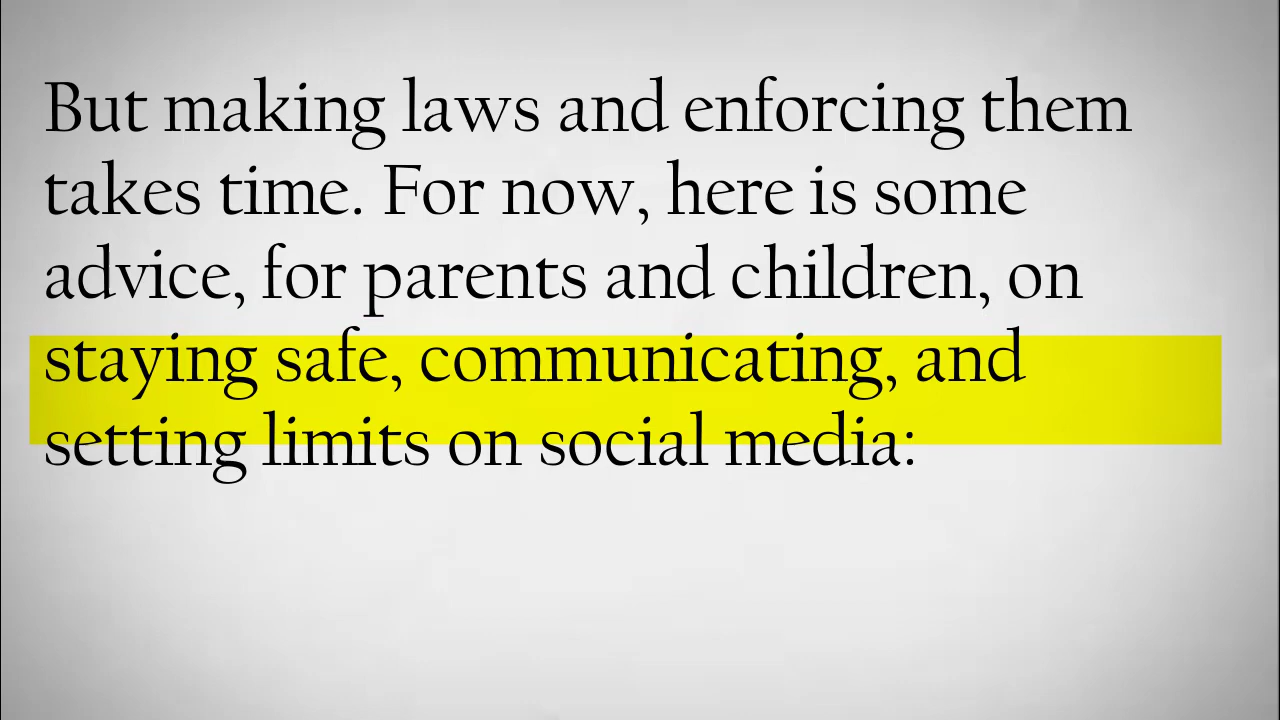 But making laws and enforcing them
takes time. For now, here is some
advice, for parents and children, on
staying safe, communicating, and
setting limits on social media: